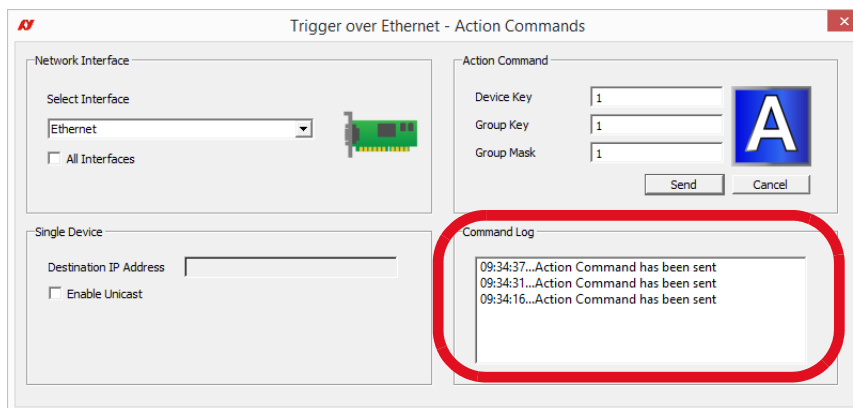 Trigger over Ethernet - Action Commands
Network Interface
Select Interface
Ethernet
All Interfaces
Action Command
Device Key 1
Group Key 1
Group Mask 1
A
Send Cancel
Single Device
Destination IP Address
Enable Unicast
Command Log
09:34:37...Action Command has been sent
09:34:31...Action Command has been sent
09:34:16...Action Command has been sent